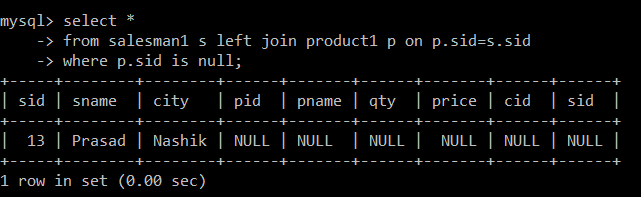 mysql> select *
    -> from salesman1 s left join product1 p on p.sid=s.sid
    -> where p.sid is null;
+-----+--------+--------+------+-------+------+-------+------+------+
| sid | sname  | city   | pid  | pname | qty  | price | cid  | sid  |
+-----+--------+--------+------+-------+------+-------+------+------+
|  13 | Prasad | Nashik | NULL | NULL  | NULL |  NULL | NULL | NULL |
+-----+--------+--------+------+-------+------+-------+------+------+
1 row in set (0.00 sec)